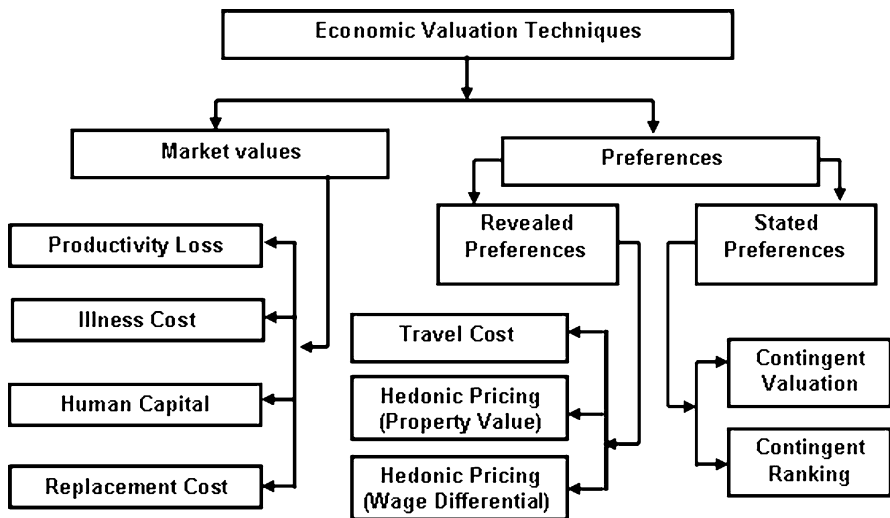 Economic Valuation Techniques
Market values
Preferences
Revealed
Preferences
Stated
Preferences
Productivity Loss
Illness Cost
Human Capital
Replacement Cost
Travel Cost
Hedonic Pricing
(Property Value)
Hedonic Pricing
(Wage Differential)
Contingent
Valuation
Contingent
Ranking